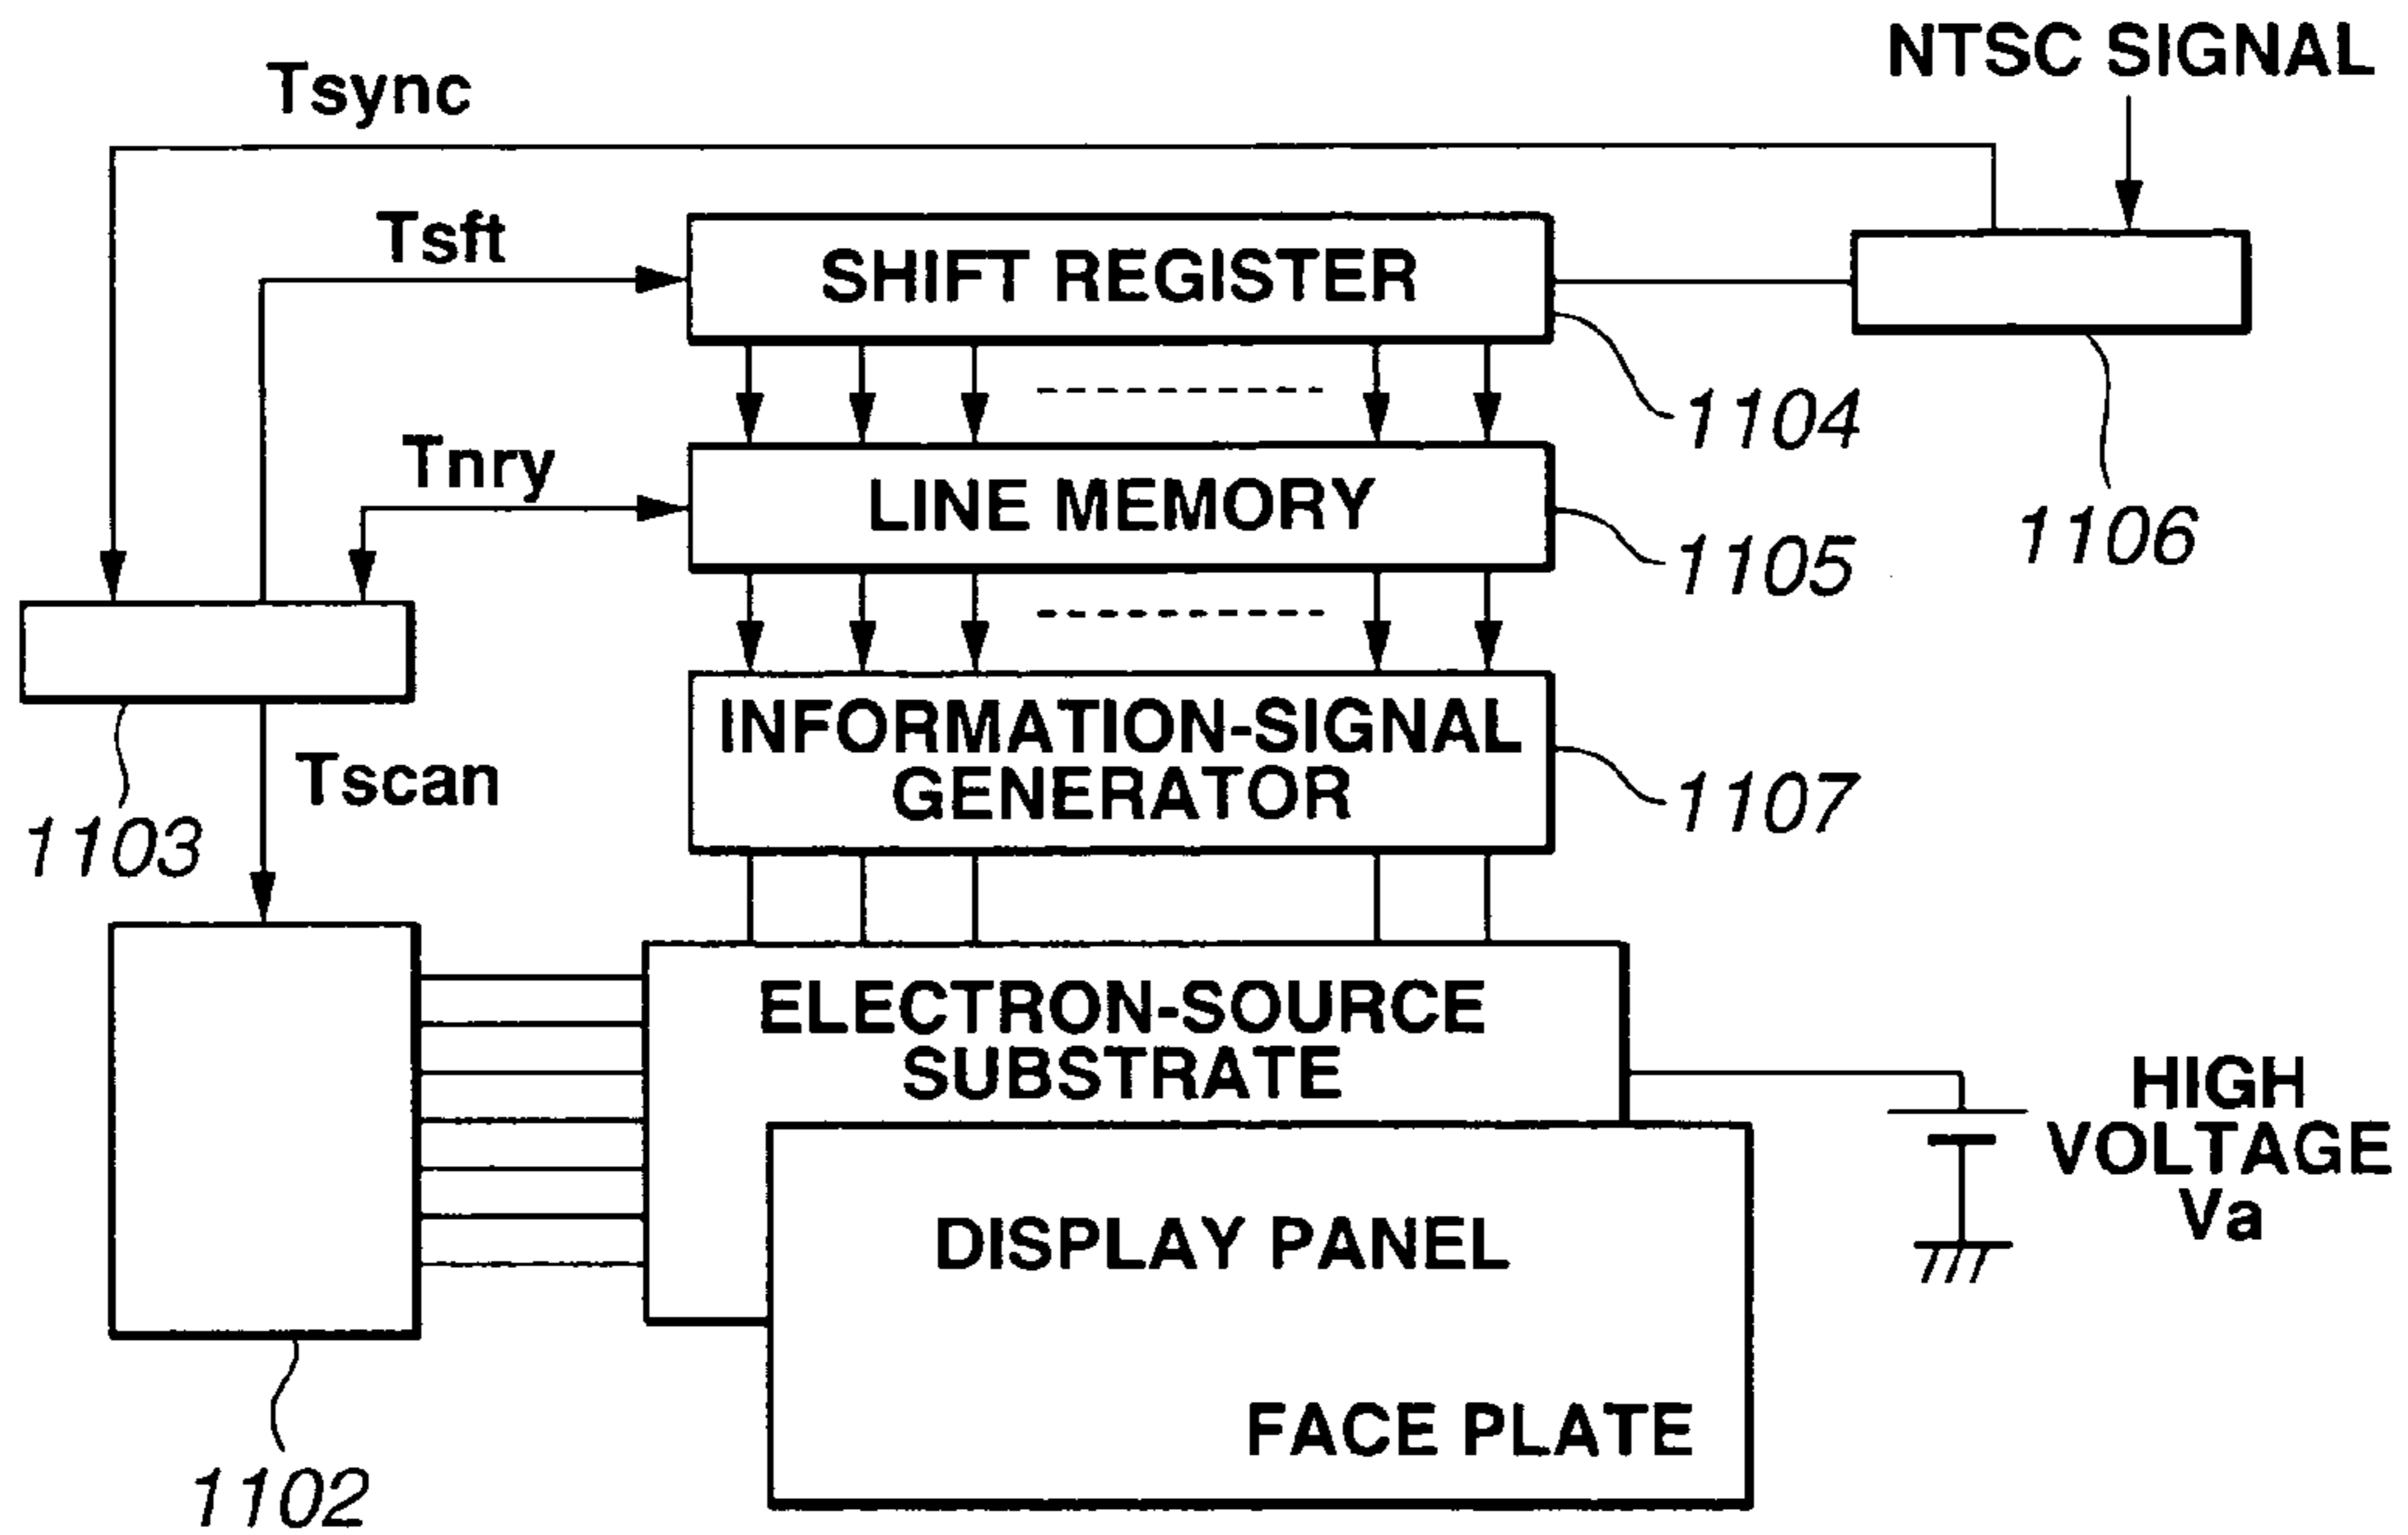 NTSC SIGNAL
Tsync
Tsft
SHIFT REGISTER
1104
Tnry
LINE MEMORY
1105
1106
INFORMATION-SIGNAL
GENERATOR
1107
Tscan
1103
ELECTRON-SOURCE
SUBSTRATE
HIGH
VOLTAGE
Va
DISPLAY PANEL
FACE PLATE
1102